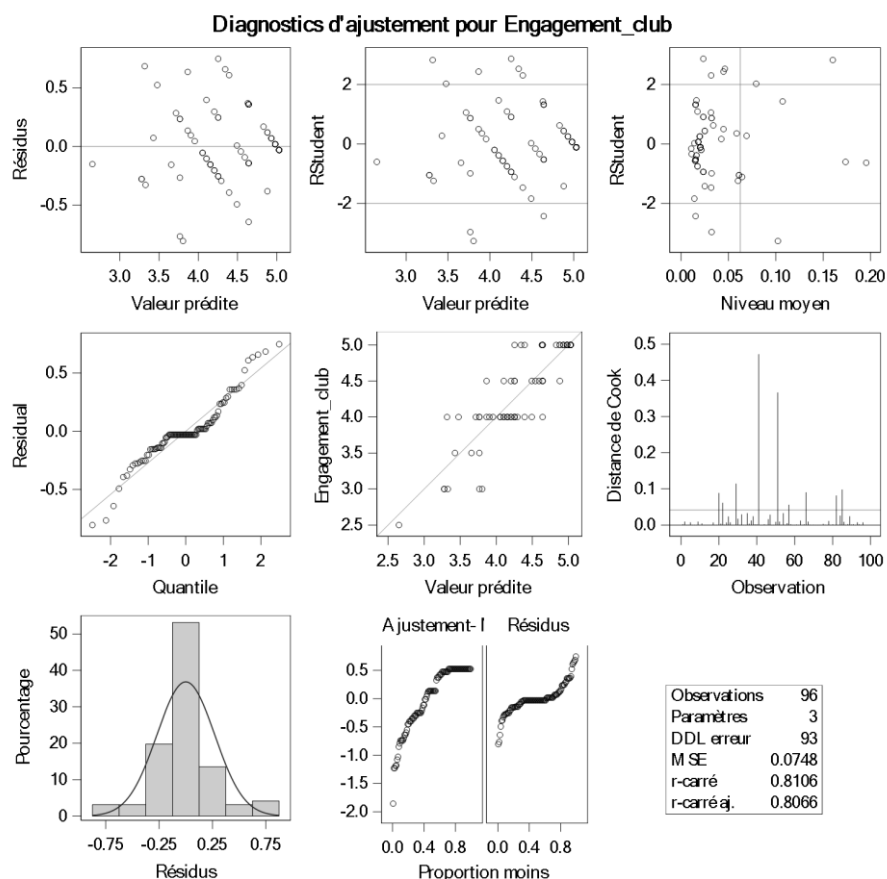 Diagnostics d'ajustement pour Engagement_club
Résidus
0.5
0.0
-0.5
3.0 3.5 4.0 4.5 5.0
Valeur prédite
RStudent
2
0
-2
3.0 3.5 4.0 4.5 5.0
Valeur prédite
RStudent
2
0
-2
0.00 0.05 0.10 0.15 0.20
Niveau moyen
Residual
0.5
0.0
-0.5
-2 -1 0 1 2
Quantile
Engagement_club
5.0
4.5
4.0
3.5
3.0
2.5
2.5 3.0 3.5 4.0 4.5 5.0
Valeur prédite
Distance de Cook
0.5
0.4
0.3
0.2
0.1
0.0
0 20 40 60 80 100
Observation
Pourcentage
50
40
30
20
10
0
-0.75 -0.25 0.25 0.75
Résidus
Ajustement-
Résidus
0.5
0.0
-0.5
-1.0
-1.5
-2.0
0.0 0.4 0.8
0.0 0.4 0.8
Proportion moins
Observations 96
Paramètres 3
DDL erreur 93
MSE 0.0748
r-carré 0.8106
r-carré aj. 0.8066